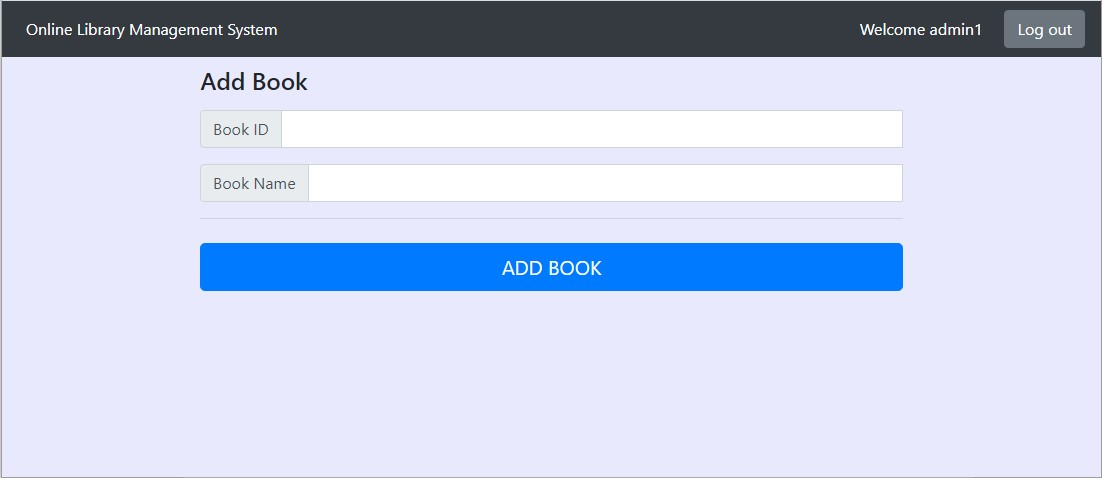 Online Library Management System
Welcome admin1
Log out
Add Book
Book ID
Book Name
ADD BOOK